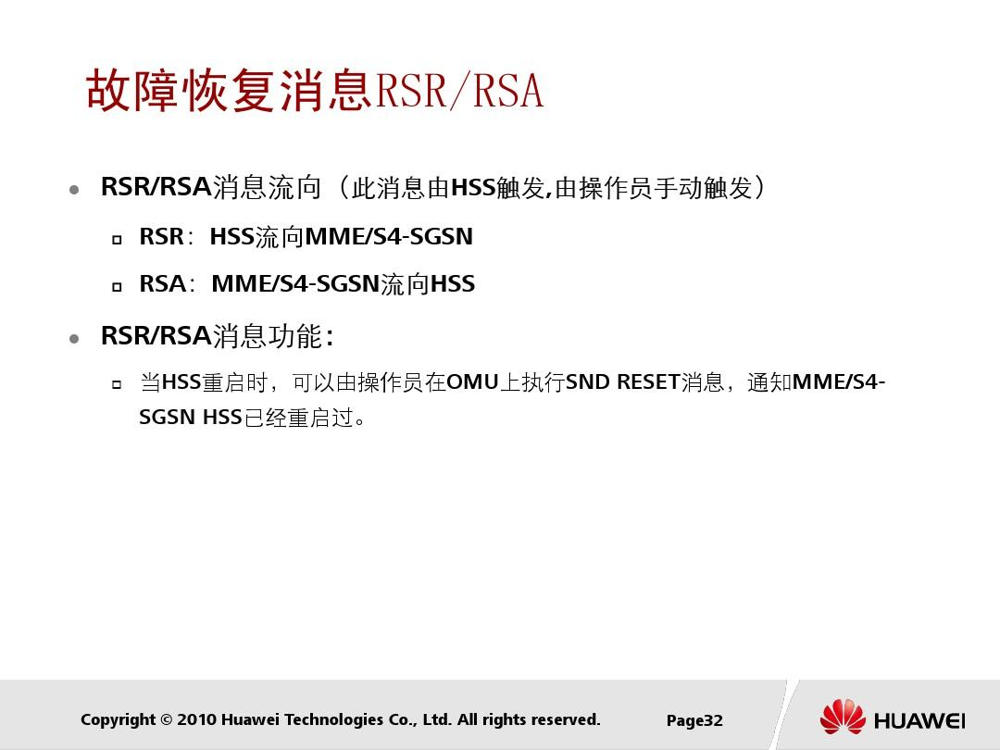 故障恢复消息RSR/RSA
RSR/RSA消息流向（此消息由HSS触发,由操作员手动触发）
RSR：HSS流向MME/S4-SGSN
RSA：MME/S4-SGSN流向HSS
RSR/RSA消息功能：
当HSS重启时，可以由操作员在OMU上执行SND RESET消息，通知MME/S4-
SGSN HSS已经重启过。
Copyright © 2010 Huawei Technologies Co., Ltd. All rights reserved.
Page32
HUAWEI